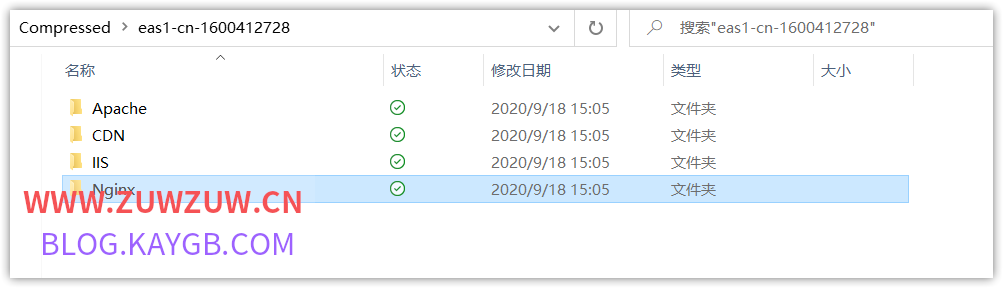 Compressed > eas1-cn-1600412728 搜索"eas1-cn-1600412728"
名称 状态 修改日期 类型 大小
Apache 2020/9/18 15:05 文件夹
CDN 2020/9/18 15:05 文件夹
IIS 2020/9/18 15:05 文件夹
Nginx 2020/9/18 15:05 文件夹
WWW.ZUWZUW.CN
BLOG.KAYGB.COM